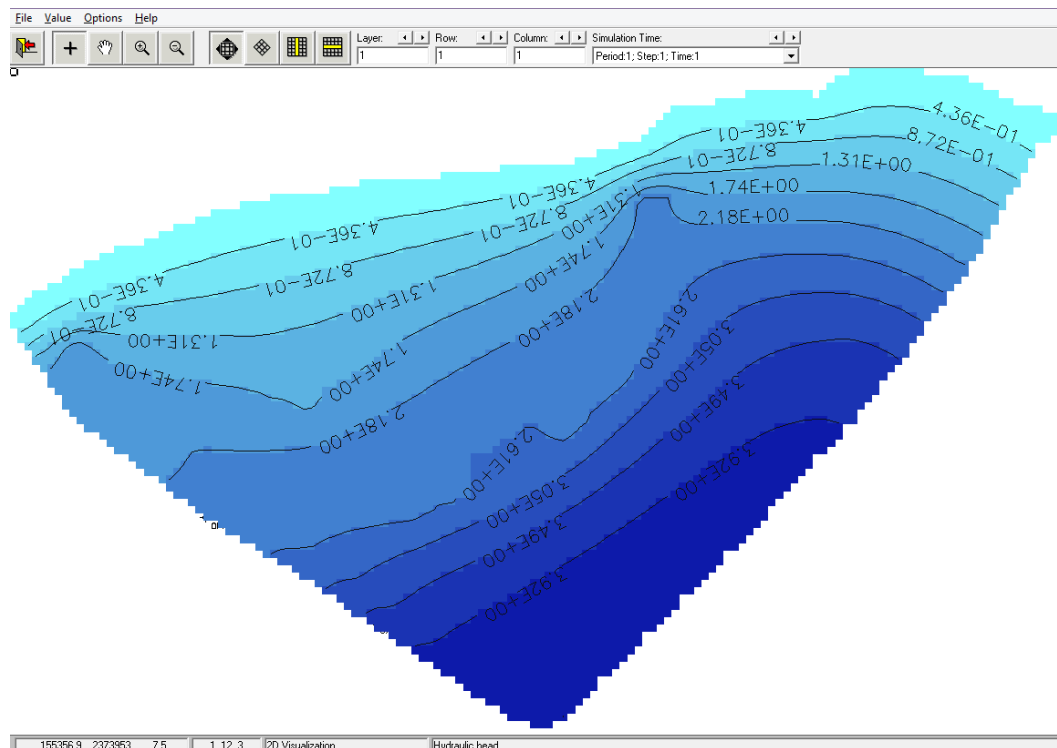 File Value Options Help
Layer: Row: Column: Simulation Time:
1 1 1 Period:1; Step:1; Time:1
4.36E-01
4.36E-01
8.72E-01
8.72E-01
4.36E-01
1.31E+00
1.74E+00
8.72E-01
1.31E+00
2.18E+00
4.36E-01
8.72E-01
1.74E+00
4.36E-01
8.72E-01
1.31E+00
2.18E+00
2.61E+00
8.72E-01
1.31E+00
1.74E+00
3.05E+00
1.74E+00
2.18E+00
3.49E+00
2.61E+00
3.92E+00
3.05E+00
3.49E+00
3.92E+00
155356.9 2373953 7.5 1, 12, 3 2D Visualization Hydraulic head